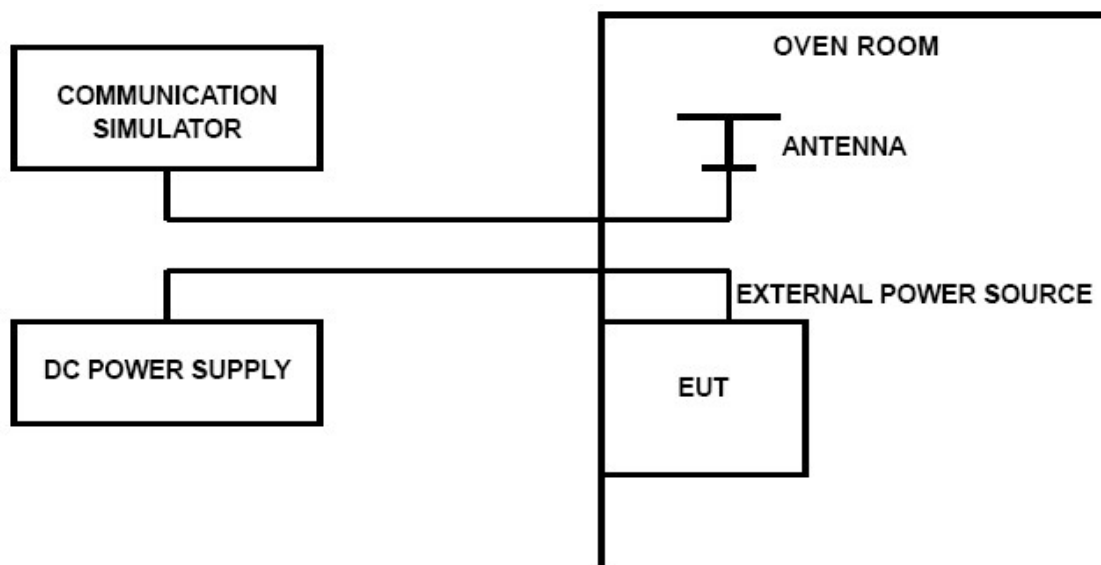 OVEN ROOM
COMMUNICATION
SIMULATOR
ANTENNA
EXTERNAL POWER SOURCE
DC POWER SUPPLY
EUT